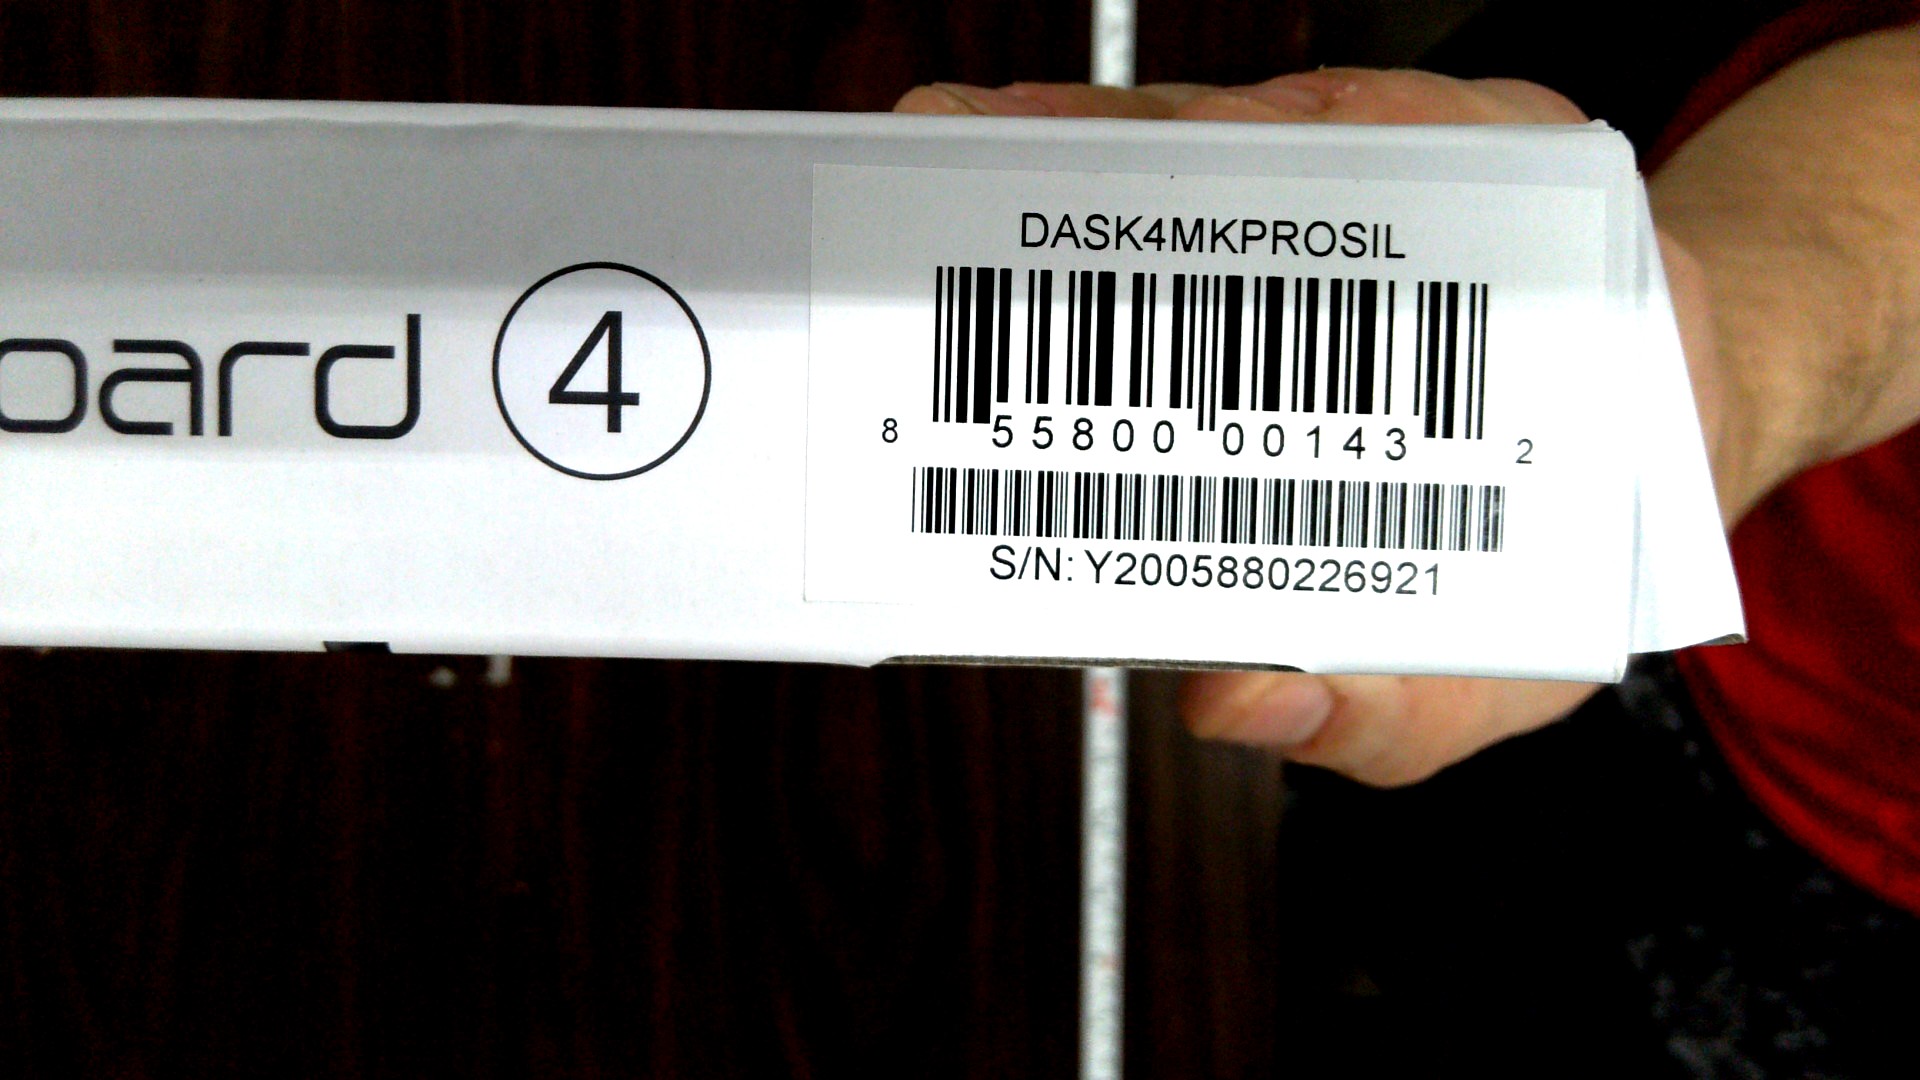 oard 4
DASK4MKPROSIL
8 55800 00143 2
S/N: Y2005880226921